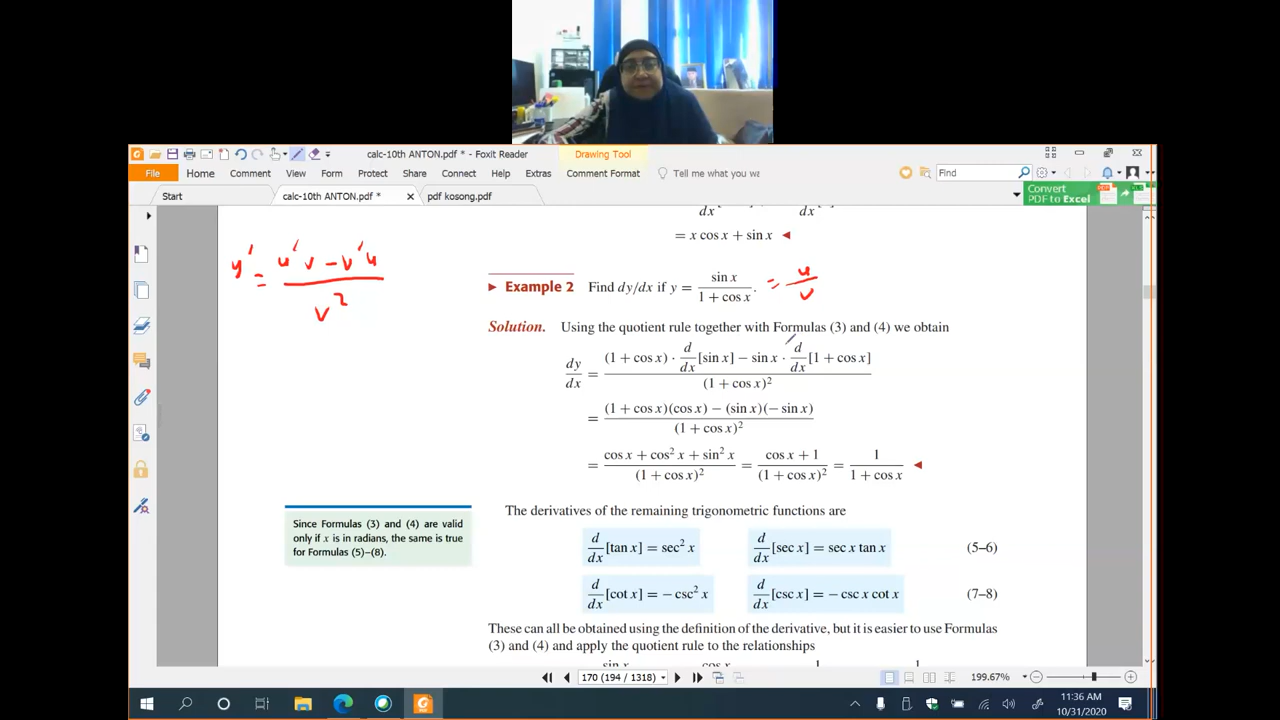 calc-10th ANTON.pdf * - Foxit Reader
Drawing Tool
File Home Comment View Form Protect Share Connect Help Extras Comment Format Tell me what you wa Find
Start calc-10th ANTON.pdf * pdf kosong.pdf
Convert
PDF to Excel
dx dx
= x cos x + sin x ◄
y' = (u'v − v'u) / v²
► Example 2 Find dy/dx if y = sin x / (1 + cos x). = u/v
Solution. Using the quotient rule together with Formulas (3) and (4) we obtain
dy/dx = ((1 + cos x) · d/dx[sin x] − sin x · d/dx[1 + cos x]) / (1 + cos x)²
= ((1 + cos x)(cos x) − (sin x)(− sin x)) / (1 + cos x)²
= (cos x + cos² x + sin² x) / (1 + cos x)² = (cos x + 1) / (1 + cos x)² = 1 / (1 + cos x) ◄
The derivatives of the remaining trigonometric functions are
Since Formulas (3) and (4) are valid
only if x is in radians, the same is true
for Formulas (5)–(8).
d/dx[tan x] = sec² x d/dx[sec x] = sec x tan x (5–6)
d/dx[cot x] = − csc² x d/dx[csc x] = − csc x cot x (7–8)
These can all be obtained using the definition of the derivative, but it is easier to use Formulas
(3) and (4) and apply the quotient rule to the relationships
sin x cos x 1 1
170 (194 / 1318) 199.67%
11:36 AM
10/31/2020